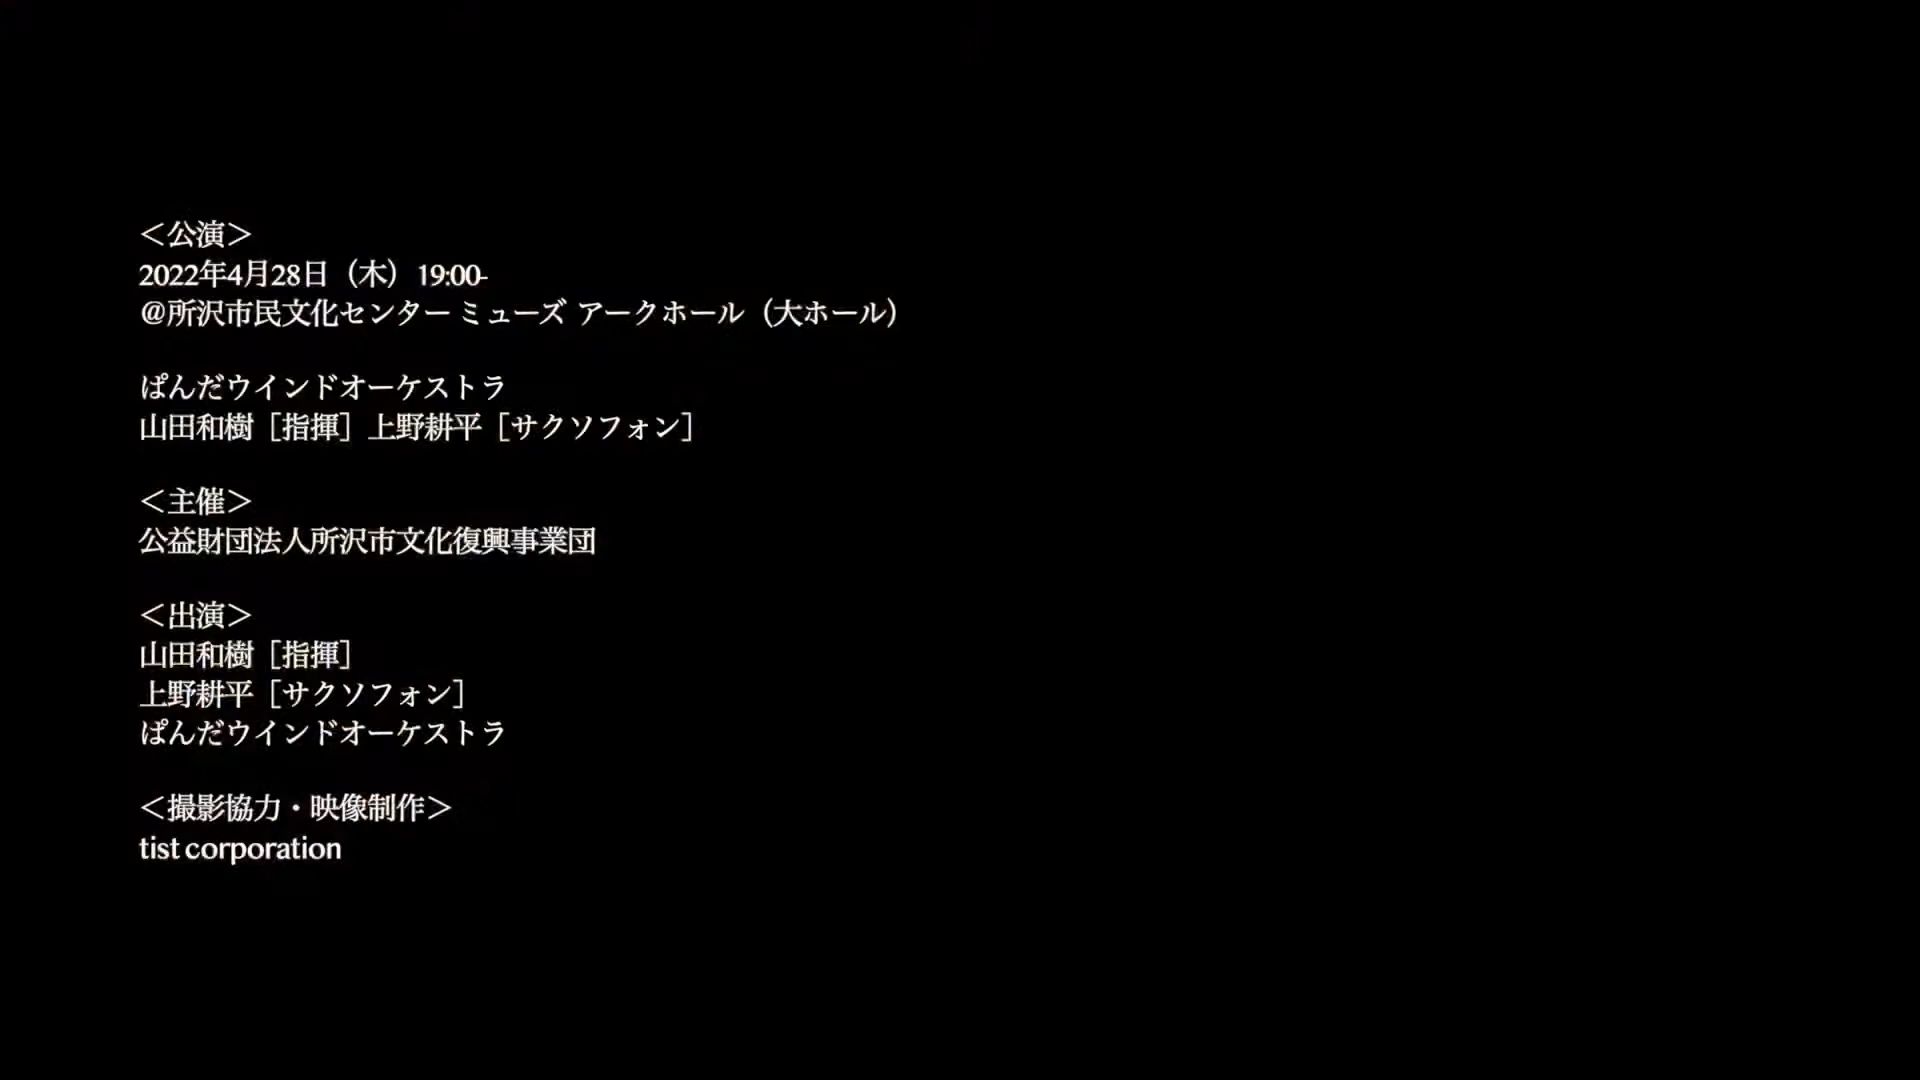 ＜公演＞
2022年4月28日（木）19:00-
＠所沢市民文化センター ミューズ アークホール（大ホール）
ぱんだウインドオーケストラ
山田和樹［指揮］上野耕平［サクソフォン］
＜主催＞
公益財団法人所沢市文化復興事業団
＜出演＞
山田和樹［指揮］
上野耕平［サクソフォン］
ぱんだウインドオーケストラ
＜撮影協力・映像制作＞
tist corporation